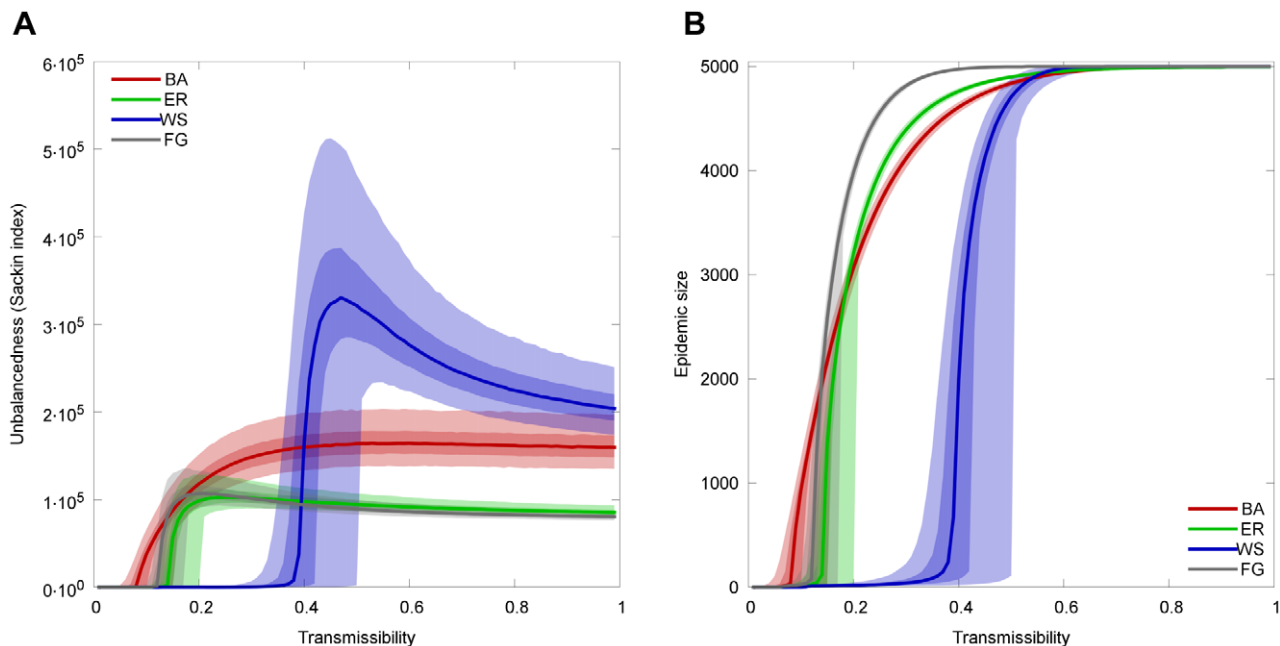 A
Unbalancedness (Sackin index)
6·10⁵
5·10⁵
4·10⁵
3·10⁵
2·10⁵
1·10⁵
0·10⁰
BA
ER
WS
FG
0
0.2
0.4
0.6
0.8
1
Transmissibility
B
Epidemic size
5000
4000
3000
2000
1000
0
BA
ER
WS
FG
0
0.2
0.4
0.6
0.8
1
Transmissibility